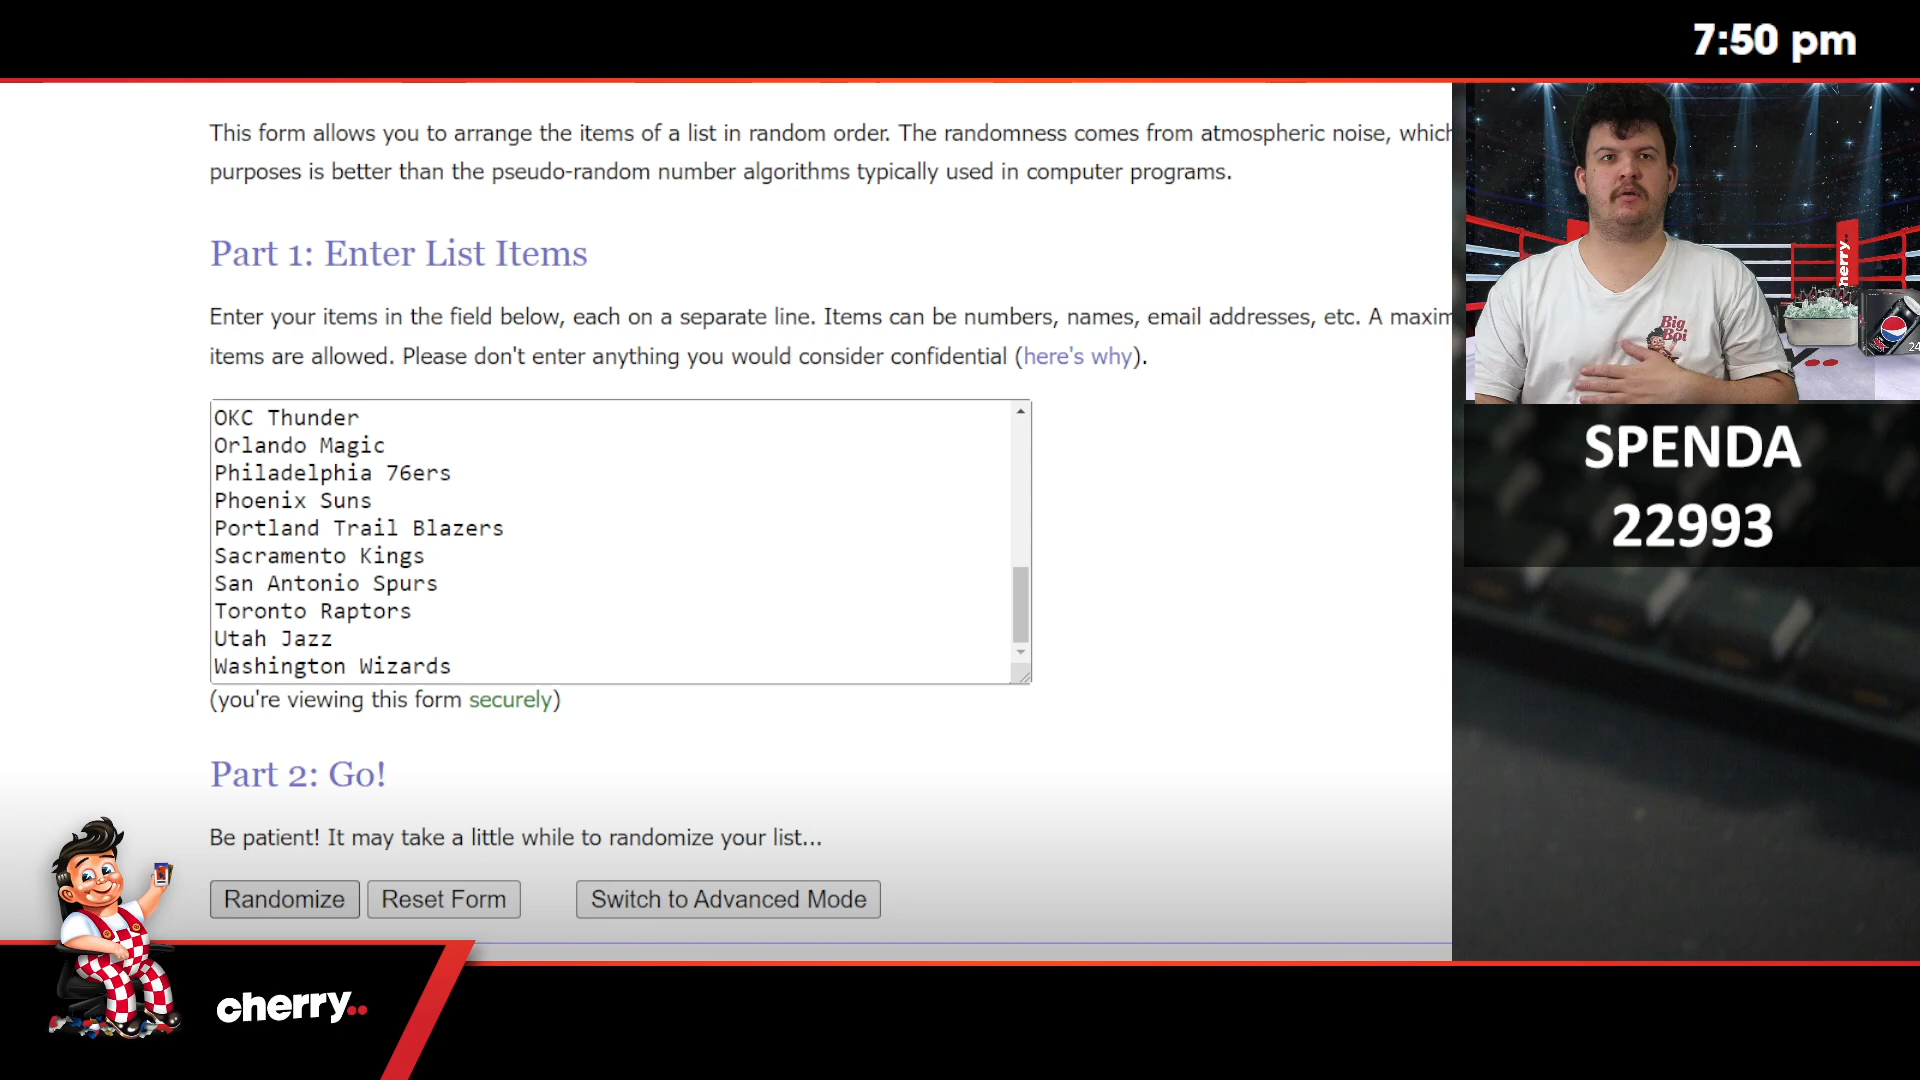 7:50 pm
This form allows you to arrange the items of a list in random order. The randomness comes from atmospheric noise, which
purposes is better than the pseudo-random number algorithms typically used in computer programs.
Part 1: Enter List Items
Enter your items in the field below, each on a separate line. Items can be numbers, names, email addresses, etc. A maxim
items are allowed. Please don't enter anything you would consider confidential (here's why).
OKC Thunder
Orlando Magic
Philadelphia 76ers
Phoenix Suns
Portland Trail Blazers
Sacramento Kings
San Antonio Spurs
Toronto Raptors
Utah Jazz
Washington Wizards
(you're viewing this form securely)
Part 2: Go!
Be patient! It may take a little while to randomize your list...
Randomize Reset Form Switch to Advanced Mode
cherry..
Big
Boi
herry.
24
SPENDA
22993